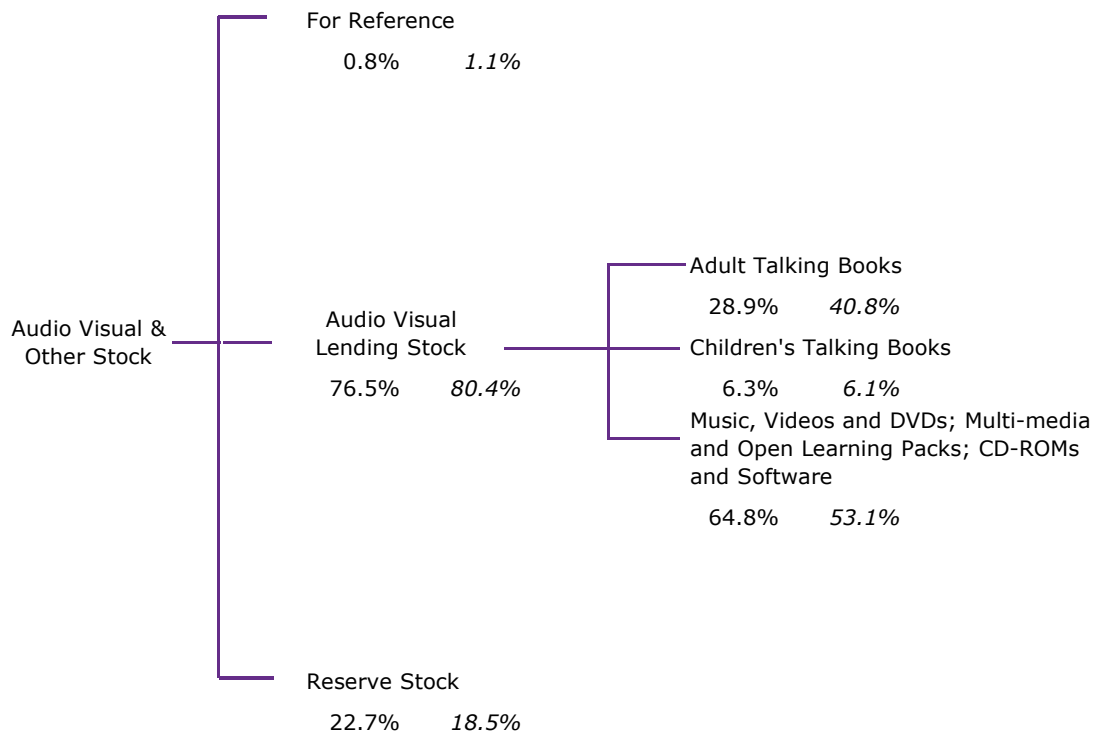 For Reference
0.8% 1.1%
Audio Visual &
Other Stock
Audio Visual
Lending Stock
76.5% 80.4%
Adult Talking Books
28.9% 40.8%
Children's Talking Books
6.3% 6.1%
Music, Videos and DVDs; Multi-media
and Open Learning Packs; CD-ROMs
and Software
64.8% 53.1%
Reserve Stock
22.7% 18.5%